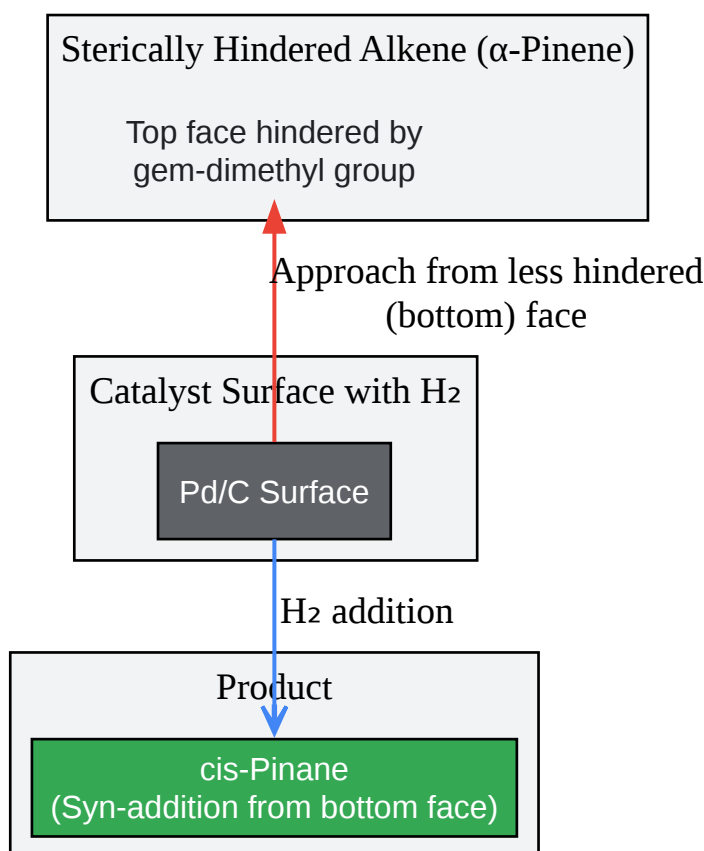 Sterically Hindered Alkene (α-Pinene)
Top face hindered by
gem-dimethyl group
Approach from less hindered
(bottom) face
Catalyst Surface with H₂
Pd/C Surface
H₂ addition
Product
cis-Pinane
(Syn-addition from bottom face)